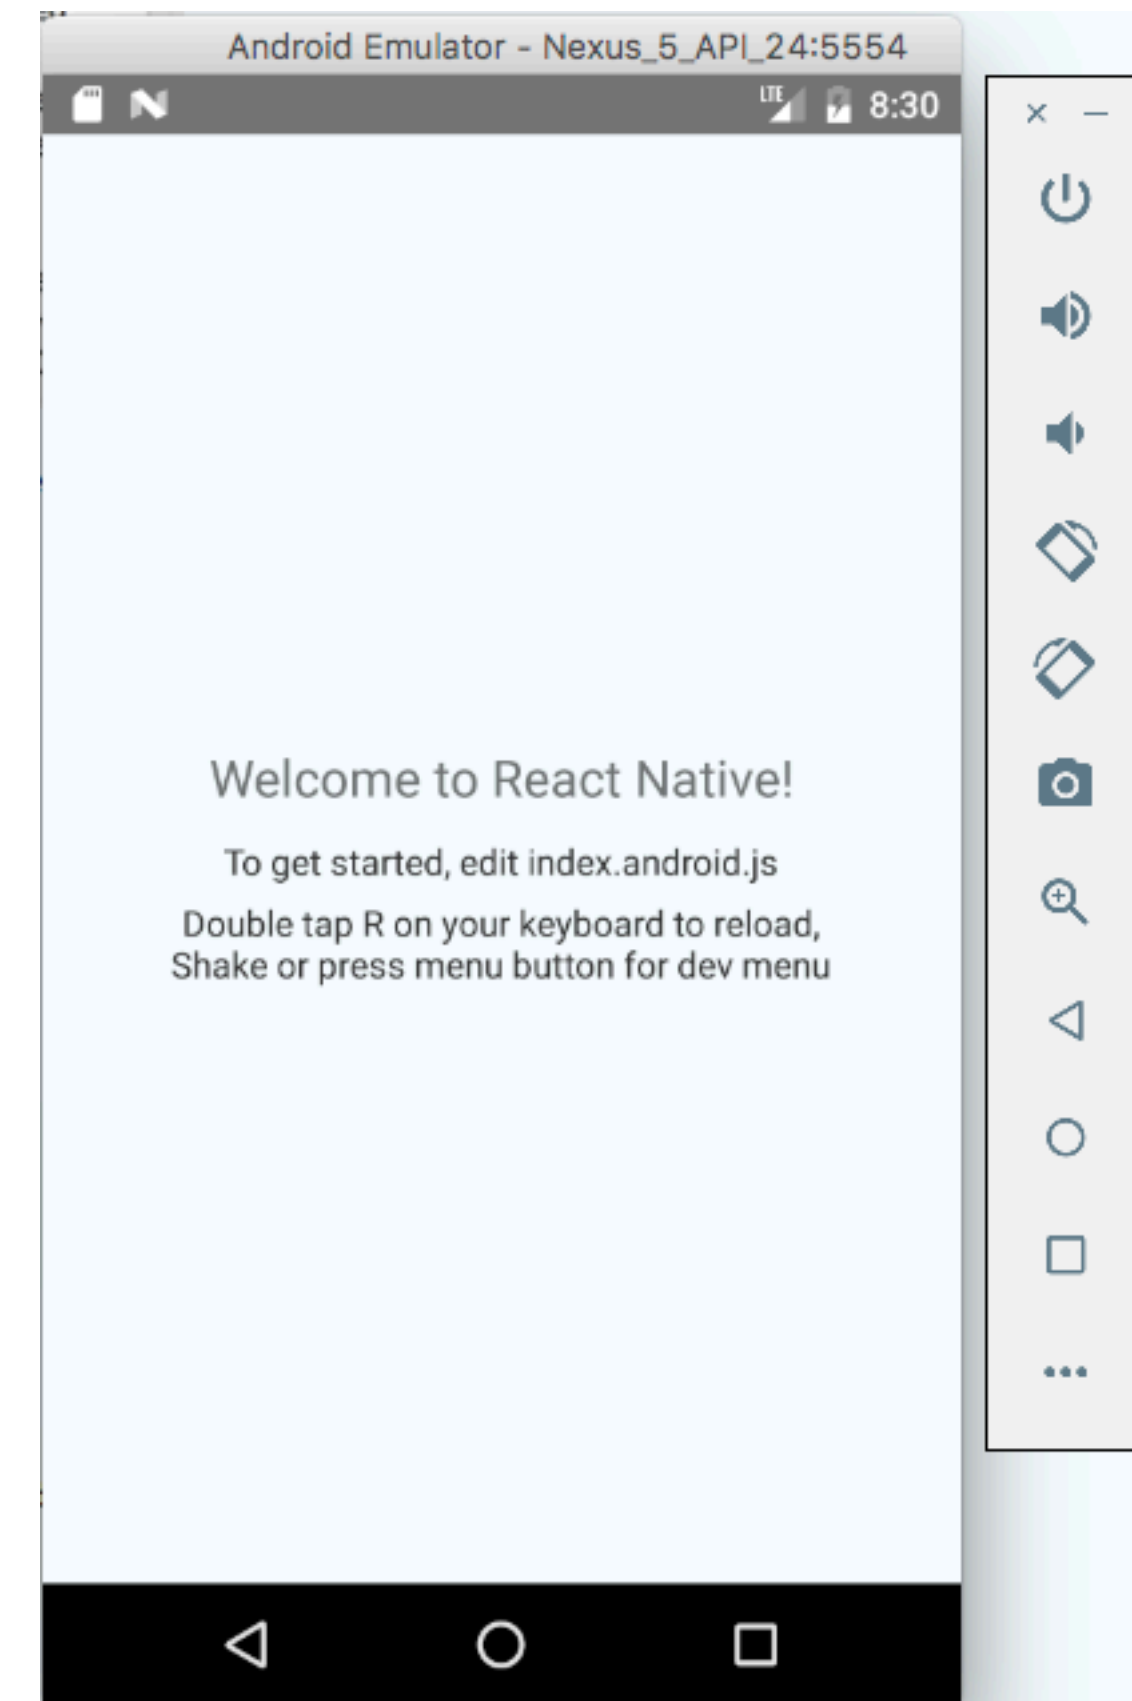 Android Emulator - Nexus_5_API_24:5554
LTE 8:30
Welcome to React Native!
To get started, edit index.android.js
Double tap R on your keyboard to reload,
Shake or press menu button for dev menu